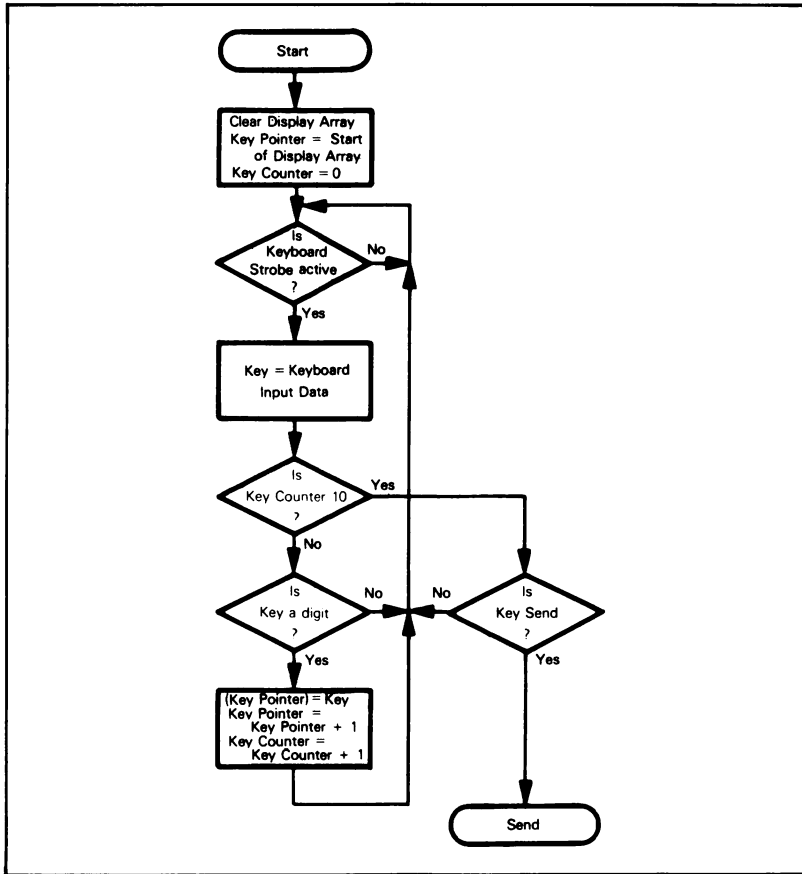 Start
Clear Display Array
Key Pointer = Start
of Display Array
Key Counter = 0
Is
Keyboard
Strobe active
?
No
Yes
Key = Keyboard
Input Data
Is
Key Counter 10
?
Yes
No
Is
Key a digit
?
No
Yes
No
Is
Key Send
?
Yes
(Key Pointer) = Key
Key Pointer =
Key Pointer + 1
Key Counter =
Key Counter + 1
Send